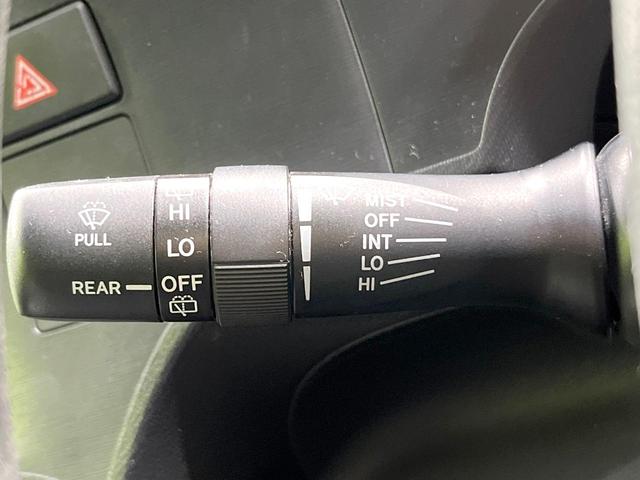 PULL
REAR
HI
LO
OFF
MIST
OFF
INT
LO
HI